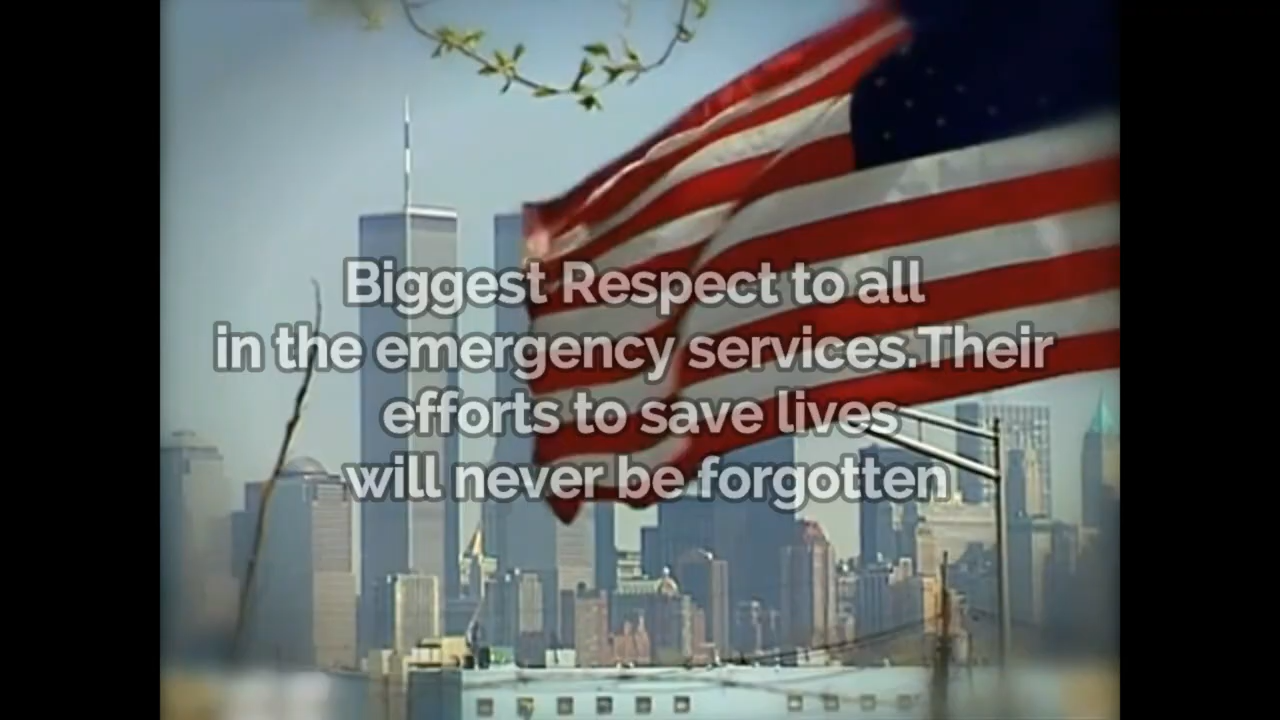 Biggest Respect to all
in the emergency services.Their
efforts to save lives
will never be forgotten